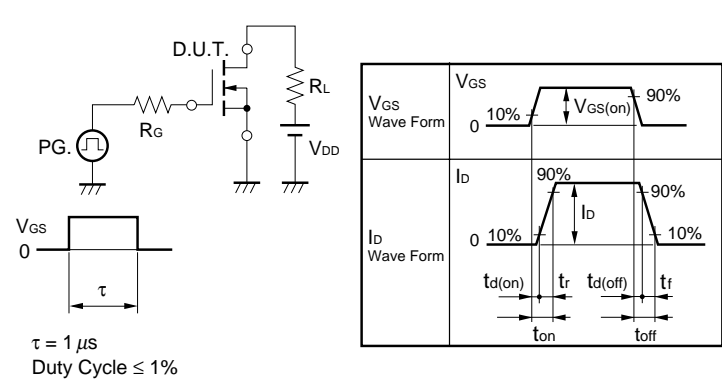 D.U.T.
RL
RG
PG.
VDD
VGS
0
τ
τ = 1 μs
Duty Cycle ≤ 1%
VGS
Wave Form
VGS
10%
0
VGS(on)
90%
ID
Wave Form
ID
90%
90%
ID
0 10%
10%
td(on) tr td(off) tf
ton toff